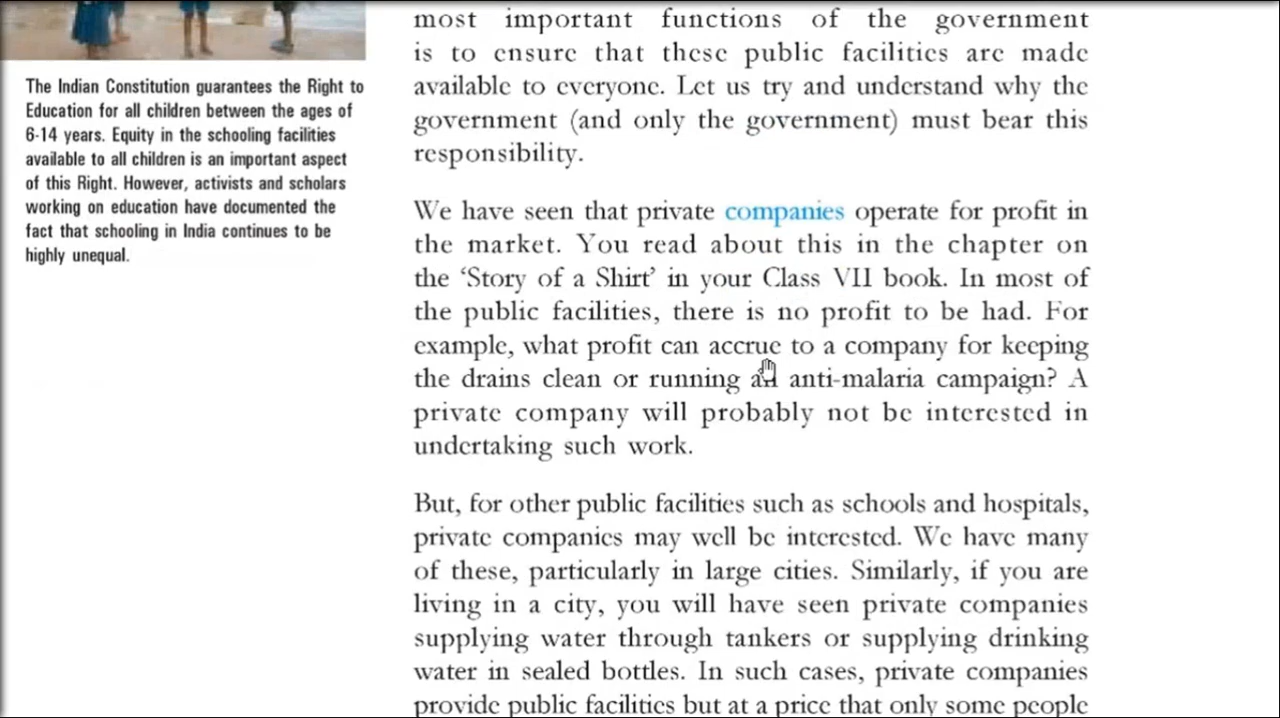 The Indian Constitution guarantees the Right to
Education for all children between the ages of
6-14 years. Equity in the schooling facilities
available to all children is an important aspect
of this Right. However, activists and scholars
working on education have documented the
fact that schooling in India continues to be
highly unequal.
most important functions of the government
is to ensure that these public facilities are made
available to everyone. Let us try and understand why the
government (and only the government) must bear this
responsibility.
We have seen that private companies operate for profit in
the market. You read about this in the chapter on
the ‘Story of a Shirt’ in your Class VII book. In most of
the public facilities, there is no profit to be had. For
example, what profit can accrue to a company for keeping
the drains clean or running an anti-malaria campaign? A
private company will probably not be interested in
undertaking such work.
But, for other public facilities such as schools and hospitals,
private companies may well be interested. We have many
of these, particularly in large cities. Similarly, if you are
living in a city, you will have seen private companies
supplying water through tankers or supplying drinking
water in sealed bottles. In such cases, private companies
provide public facilities but at a price that only some people